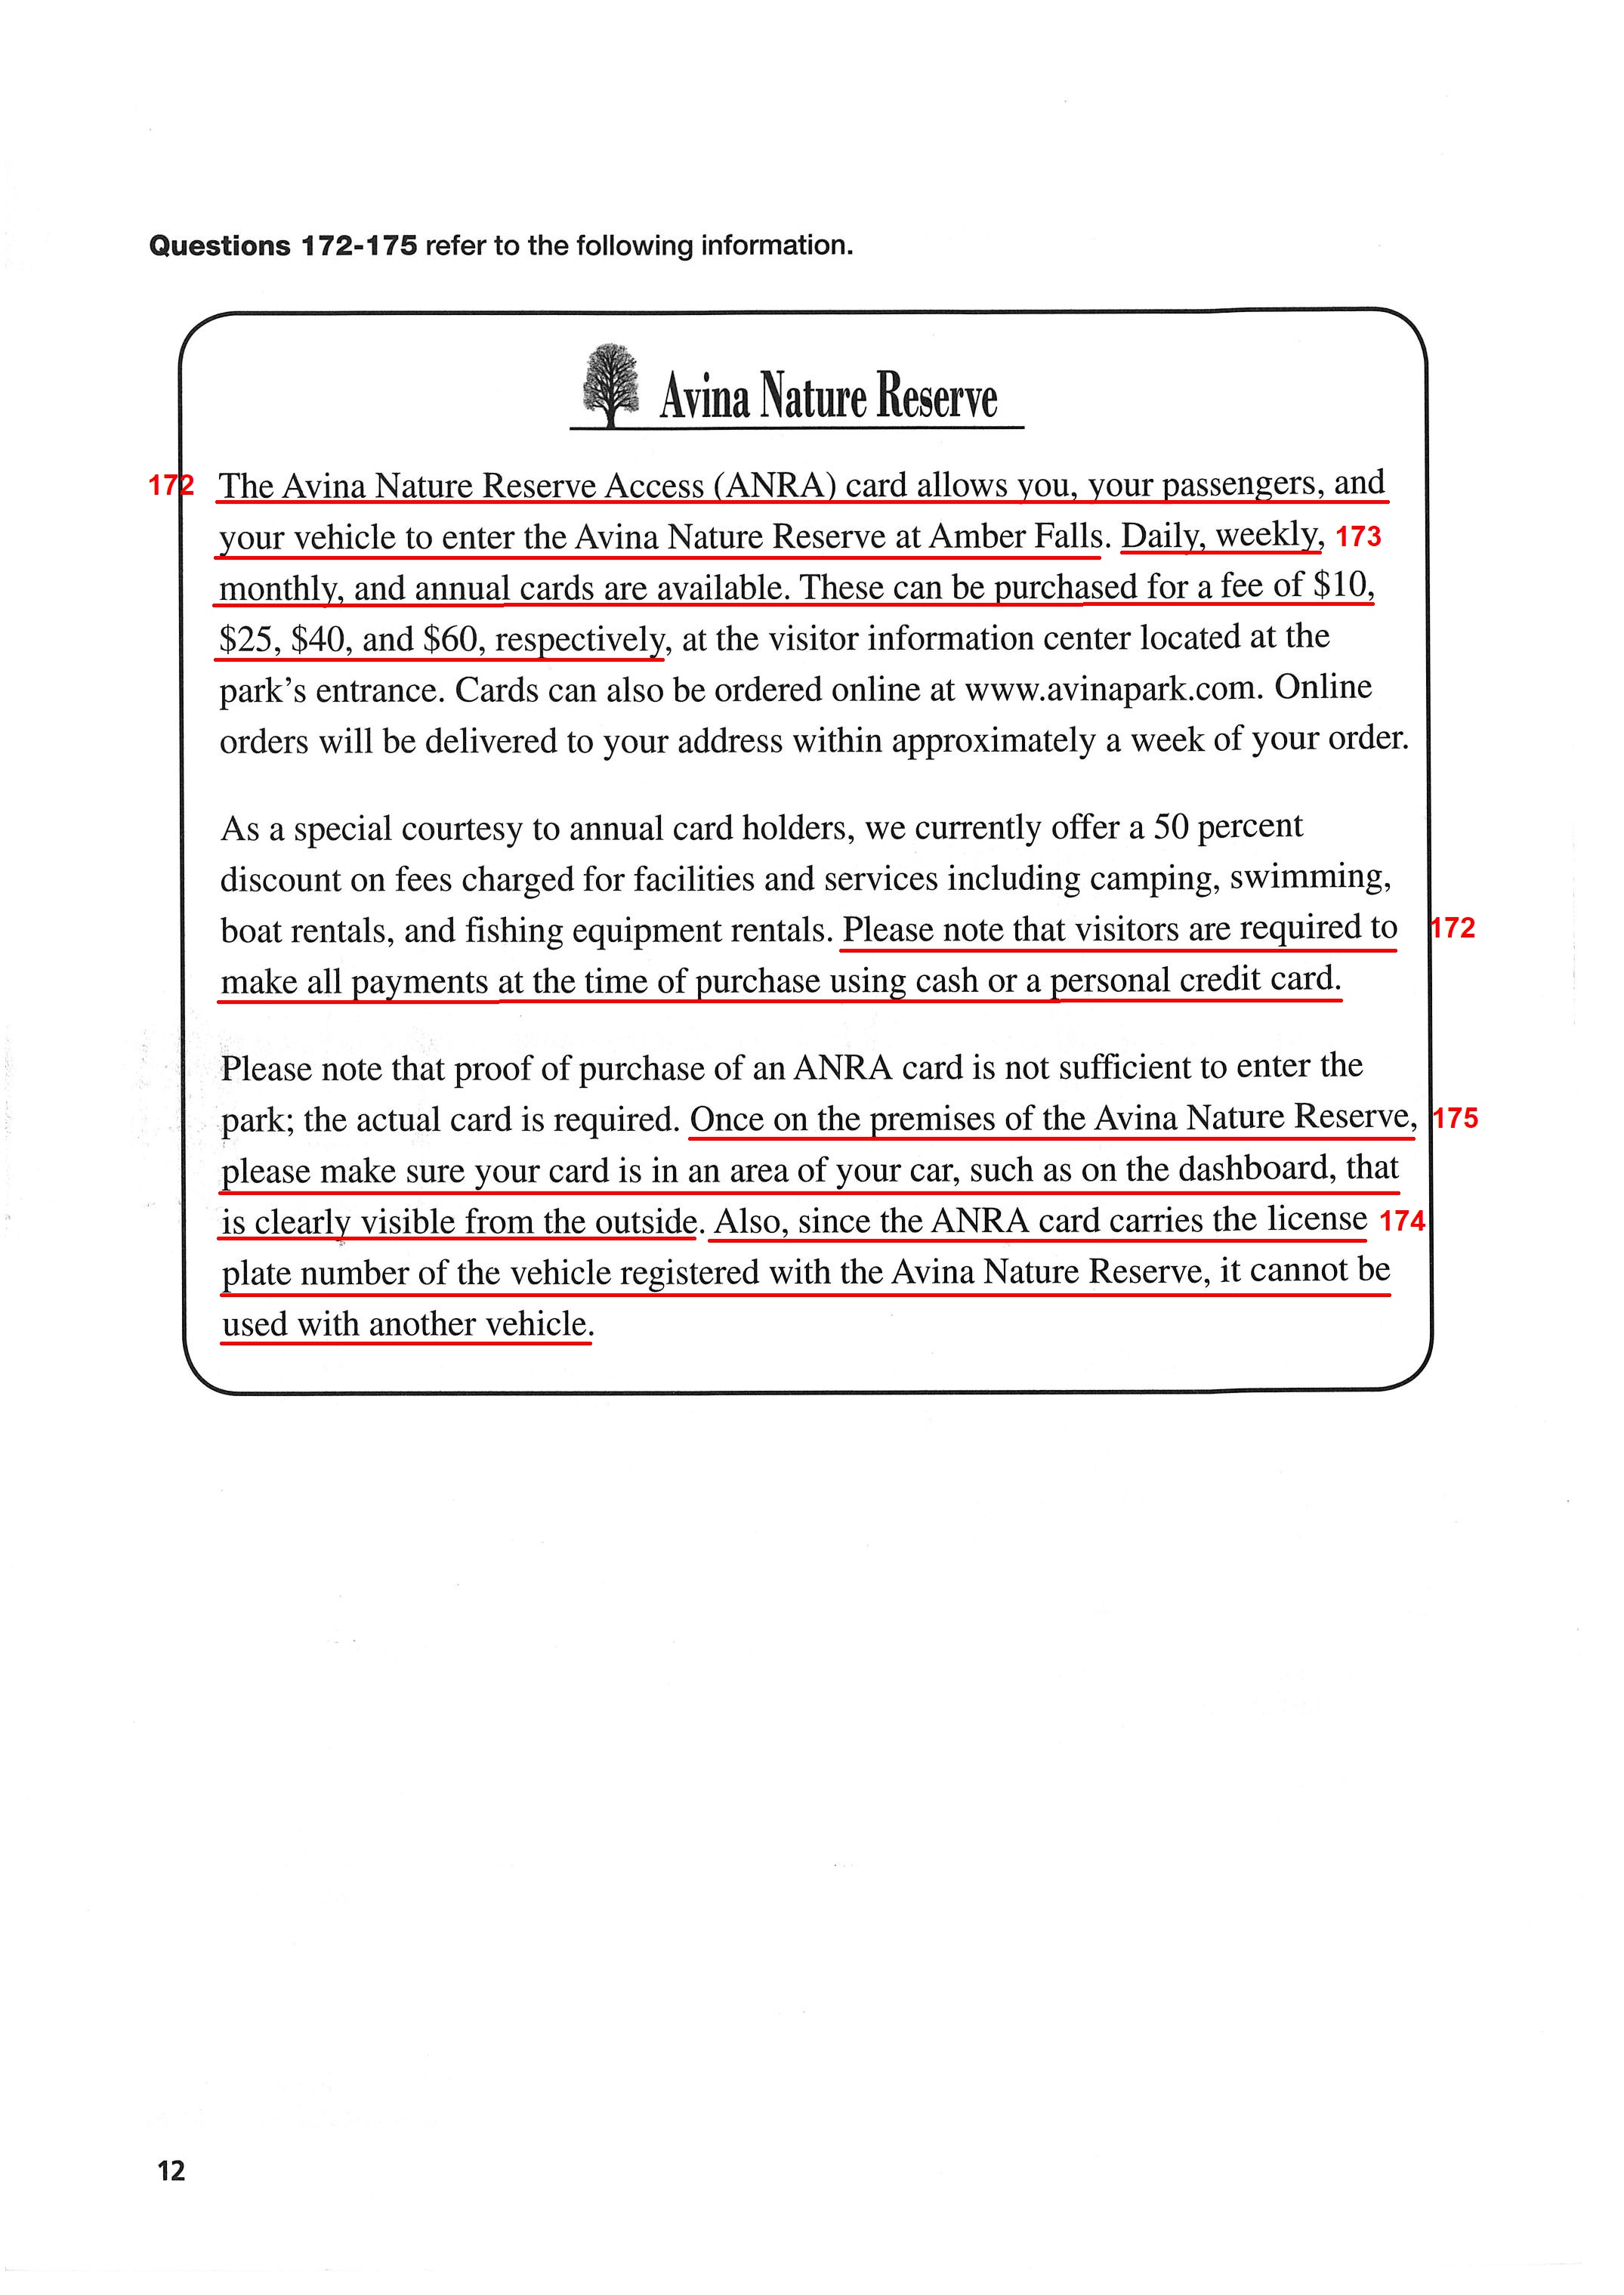 Questions 172-175 refer to the following information.
Avina Nature Reserve
172 The Avina Nature Reserve Access (ANRA) card allows you, your passengers, and
your vehicle to enter the Avina Nature Reserve at Amber Falls. Daily, weekly, 173
monthly, and annual cards are available. These can be purchased for a fee of $10,
$25, $40, and $60, respectively, at the visitor information center located at the
park's entrance. Cards can also be ordered online at www.avinapark.com. Online
orders will be delivered to your address within approximately a week of your order.
As a special courtesy to annual card holders, we currently offer a 50 percent
discount on fees charged for facilities and services including camping, swimming,
boat rentals, and fishing equipment rentals. Please note that visitors are required to 172
make all payments at the time of purchase using cash or a personal credit card.
Please note that proof of purchase of an ANRA card is not sufficient to enter the
park; the actual card is required. Once on the premises of the Avina Nature Reserve, 175
please make sure your card is in an area of your car, such as on the dashboard, that
is clearly visible from the outside. Also, since the ANRA card carries the license 174
plate number of the vehicle registered with the Avina Nature Reserve, it cannot be
used with another vehicle.
12